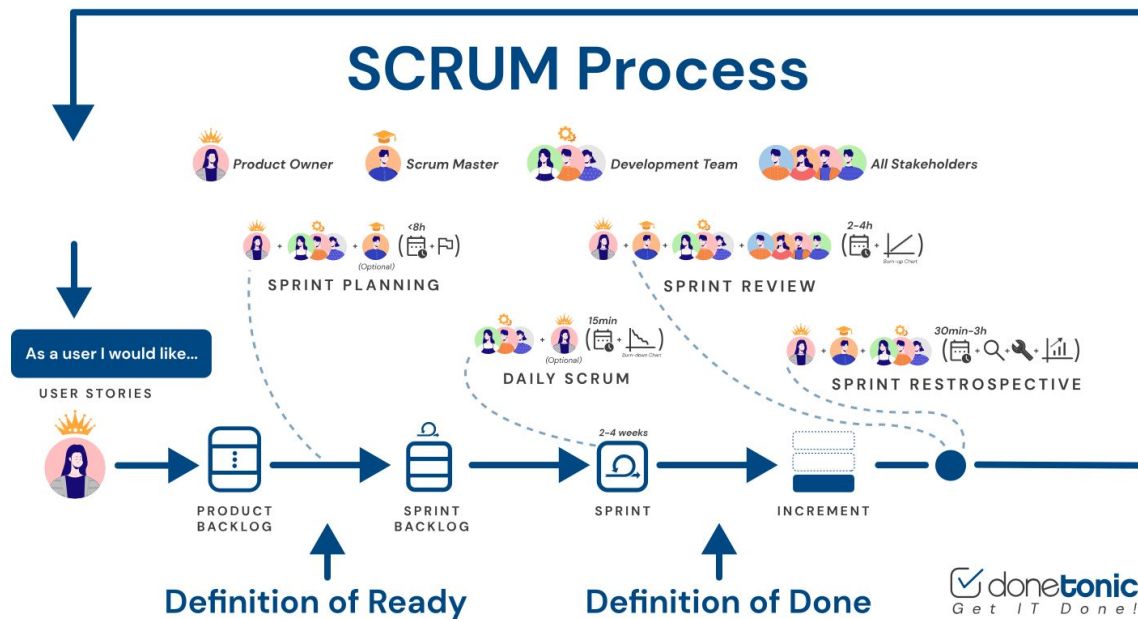 SCRUM Process
Product Owner
Scrum Master
Development Team
All Stakeholders
<8h
(Optional)
SPRINT PLANNING
2-4h
Burn-up Chart
SPRINT REVIEW
15min
(Optional)
Burn-down Chart
DAILY SCRUM
30min-3h
SPRINT RESTROSPECTIVE
As a user I would like...
USER STORIES
2-4 weeks
PRODUCT
BACKLOG
SPRINT
BACKLOG
SPRINT
INCREMENT
Definition of Ready
Definition of Done
donetonic
Get IT Done!